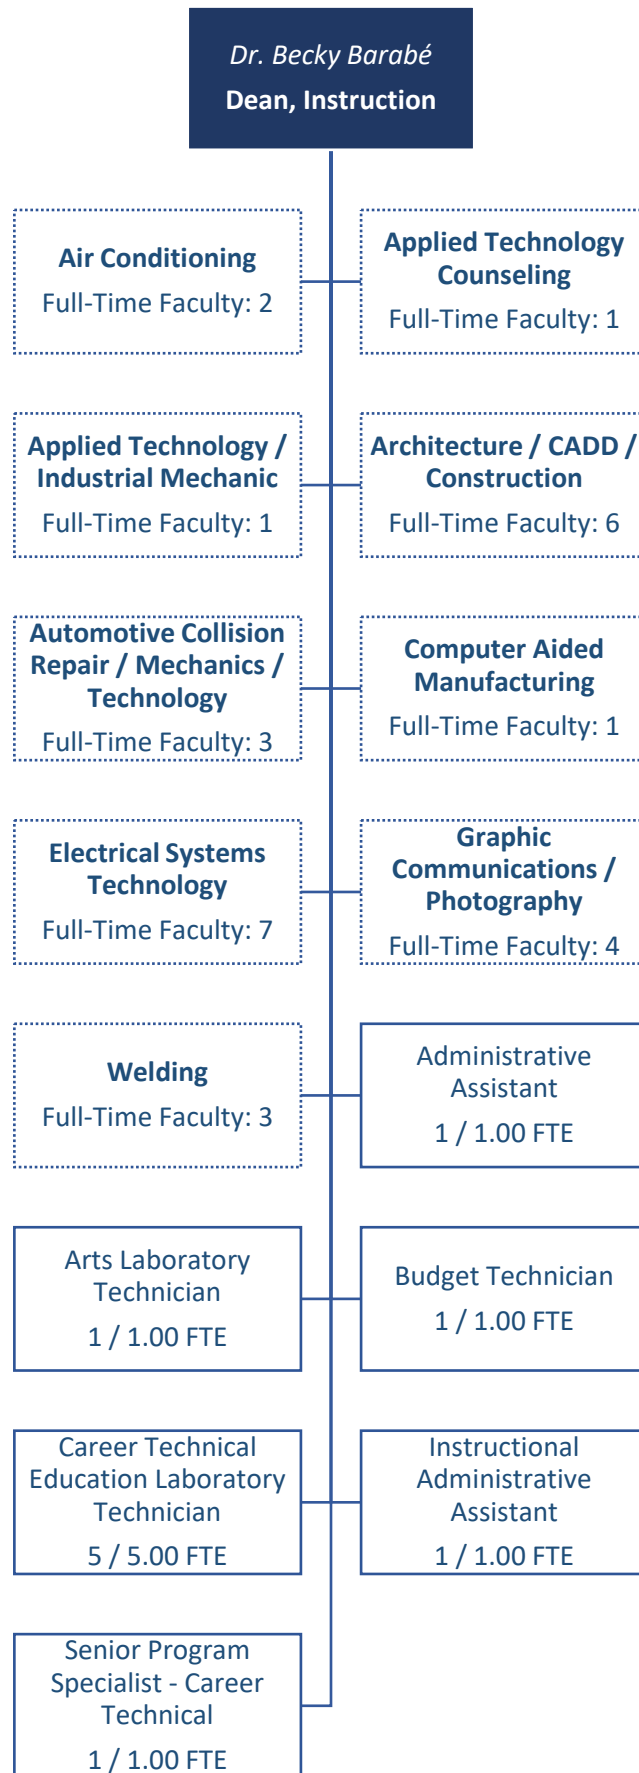 Dr. Becky Barabé
Dean, Instruction
Air Conditioning
Full-Time Faculty: 2
Applied Technology
Counseling
Full-Time Faculty: 1
Applied Technology /
Industrial Mechanic
Full-Time Faculty: 1
Architecture / CADD /
Construction
Full-Time Faculty: 6
Automotive Collision
Repair / Mechanics /
Technology
Full-Time Faculty: 3
Computer Aided
Manufacturing
Full-Time Faculty: 1
Electrical Systems
Technology
Full-Time Faculty: 7
Graphic
Communications /
Photography
Full-Time Faculty: 4
Welding
Full-Time Faculty: 3
Administrative
Assistant
1 / 1.00 FTE
Arts Laboratory
Technician
1 / 1.00 FTE
Budget Technician
1 / 1.00 FTE
Career Technical
Education Laboratory
Technician
5 / 5.00 FTE
Instructional
Administrative
Assistant
1 / 1.00 FTE
Senior Program
Specialist - Career
Technical
1 / 1.00 FTE